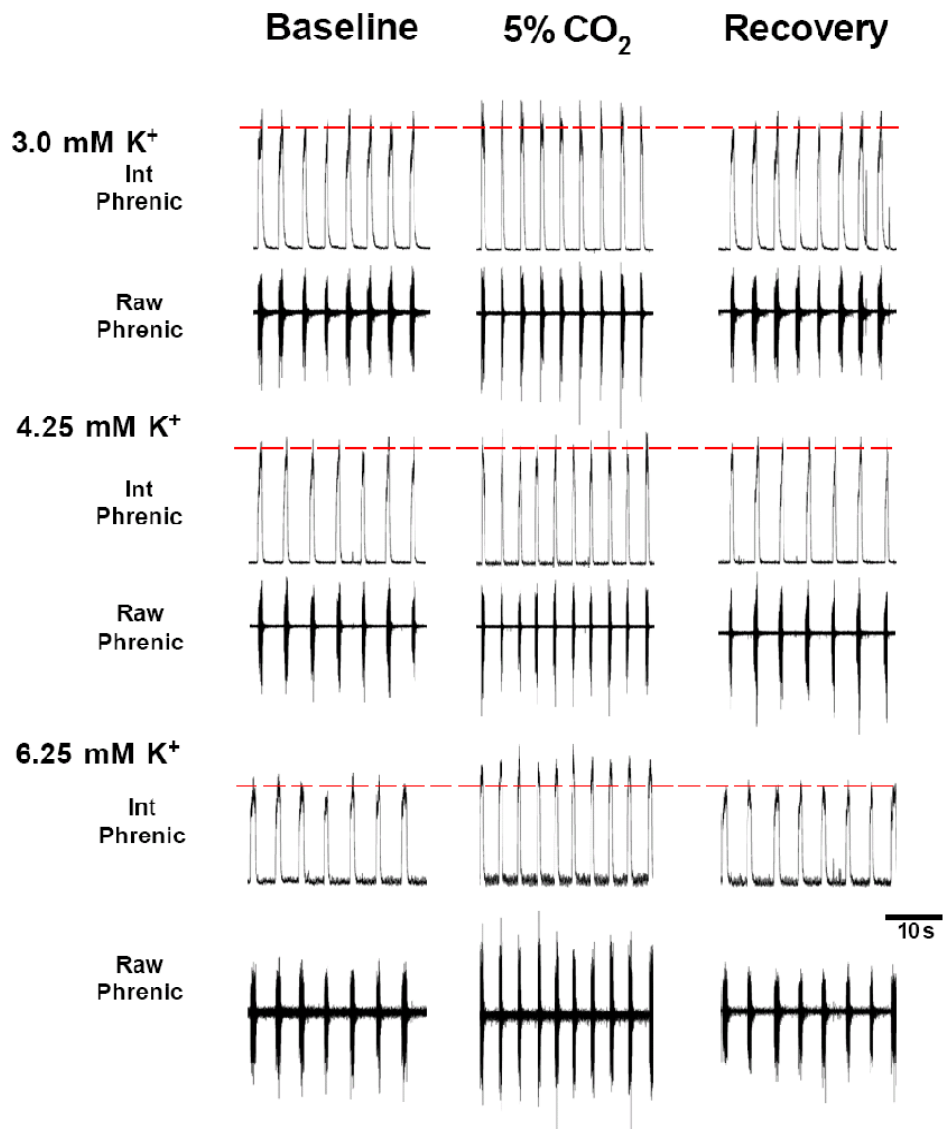 Baseline 5% CO₂ Recovery
3.0 mM K⁺
Int
Phrenic
Raw
Phrenic
4.25 mM K⁺
Int
Phrenic
Raw
Phrenic
6.25 mM K⁺
Int
Phrenic
10 s
Raw
Phrenic